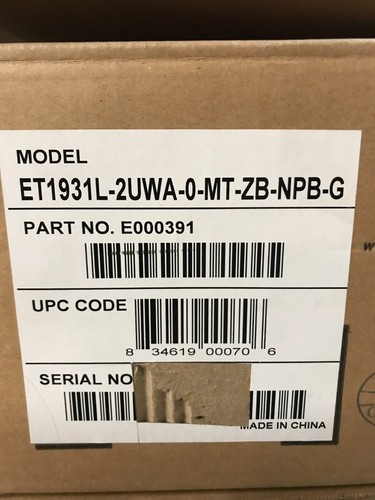 MODEL
ET1931L-2UWA-0-MT-ZB-NPB-G
PART NO. E000391
UPC CODE
8 34619 00070 6
SERIAL NO
MADE IN CHINA